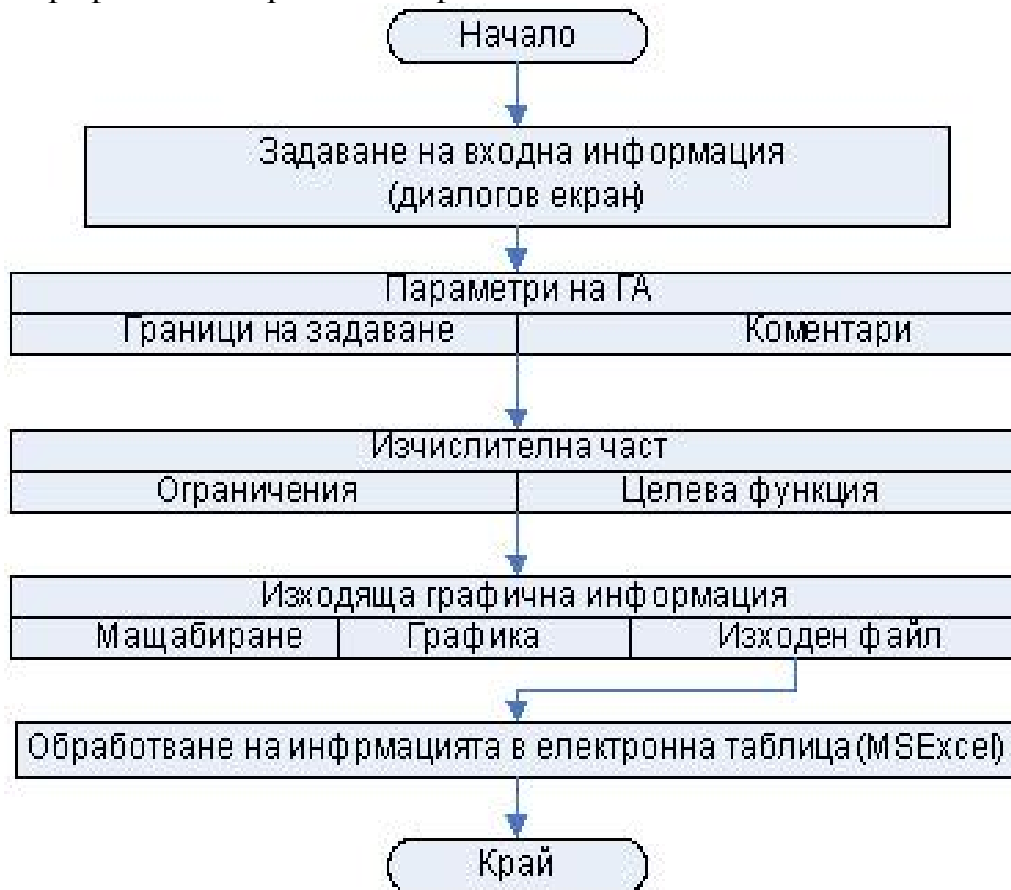 Начало
Задаване на входна информация
(диалогов екран)
Параметри на ГА
Граници на задаване
Коментари
Изчислителна част
Ограничения
Целева функция
Изходяща графична информация
Мащабиране
Графика
Изходен файл
Обработване на инфрмацията в електронна таблица(MSExcel)
Край